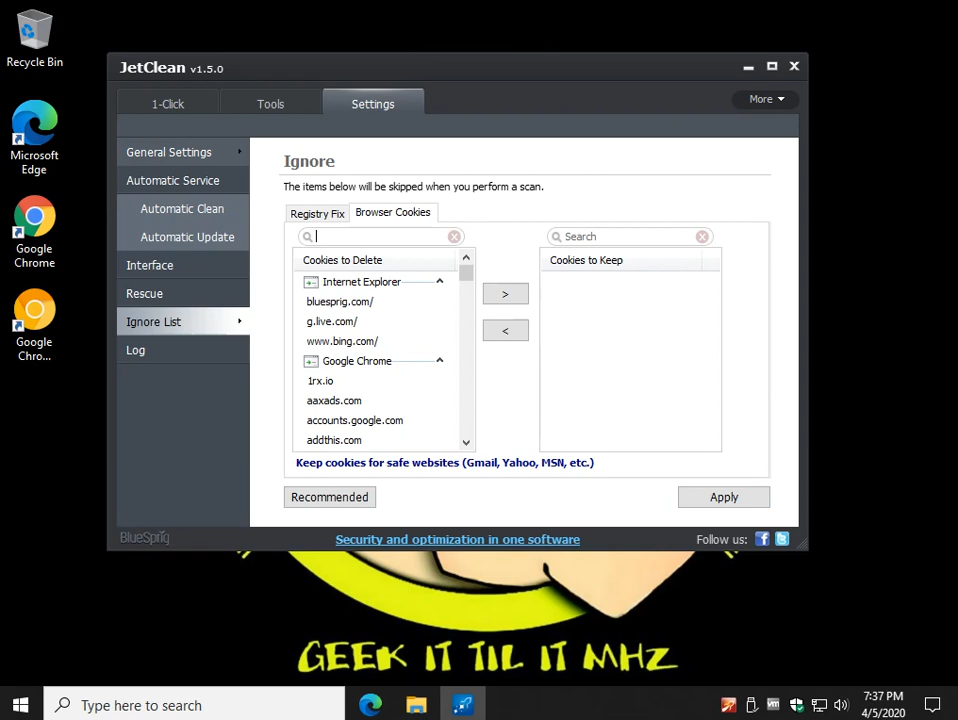 Recycle Bin
Microsoft
Edge
Google
Chrome
Google
Chro...
JetClean v1.5.0
1-Click
Tools
Settings
More
General Settings
Automatic Service
Automatic Clean
Automatic Update
Interface
Rescue
Ignore List
Log
Ignore
The items below will be skipped when you perform a scan.
Registry Fix
Browser Cookies
Search
Cookies to Delete
Internet Explorer
bluesprig.com/
g.live.com/
www.bing.com/
Google Chrome
1rx.io
aaxads.com
accounts.google.com
addthis.com
>
<
Cookies to Keep
Keep cookies for safe websites (Gmail, Yahoo, MSN, etc.)
Recommended
Apply
BlueSprig
Security and optimization in one software
Follow us:
GEEK IT TIL IT MHZ
Type here to search
vm
7:37 PM
4/5/2020